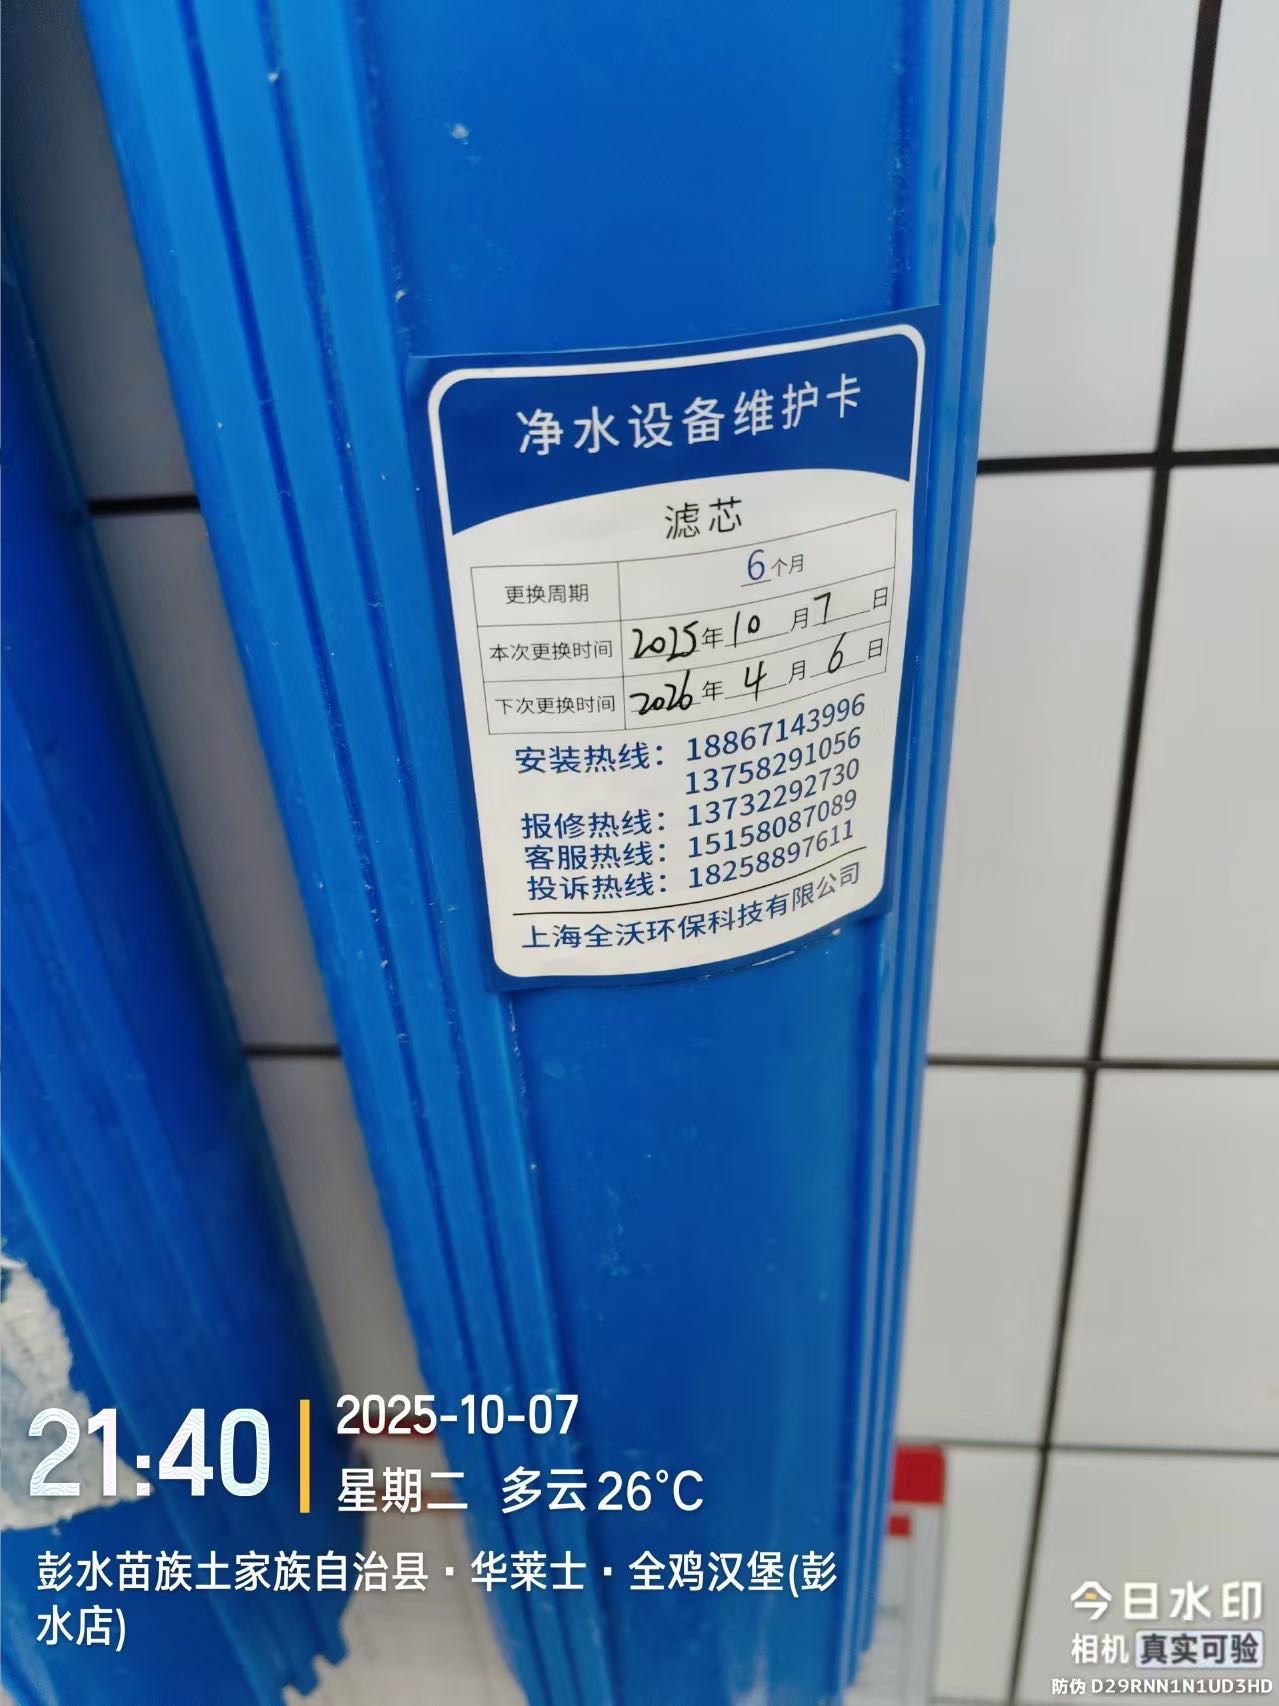 净水设备维护卡
滤芯
更换周期 6个月
本次更换时间 2025年10月7日
下次更换时间 2026年4月6日
安装热线：18867143996
13758291056
报修热线：13732292730
客服热线：15158087089
投诉热线：18258897611
上海全沃环保科技有限公司
21:40
2025-10-07
星期二 多云 26°C
彭水苗族土家族自治县·华莱士·全鸡汉堡(彭
水店)
今日水印
相机 真实可验
防伪 D29RNN1N1UD3HD